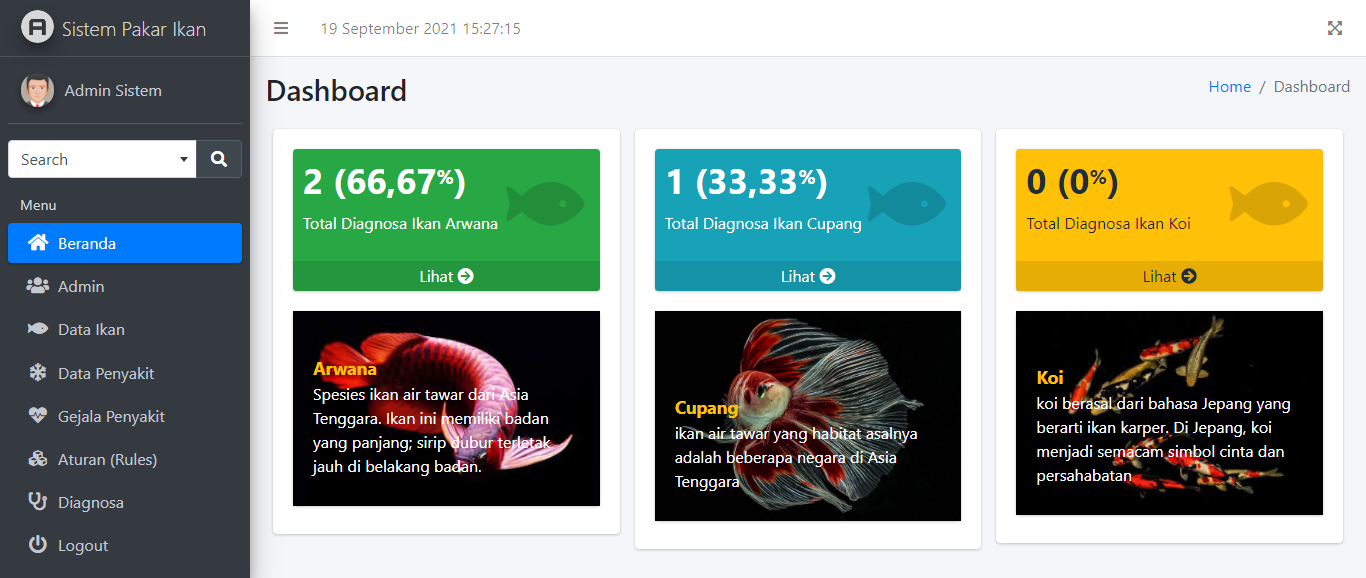 Sistem Pakar Ikan
19 September 2021 15:27:15
Admin Sistem
Search
Menu
Beranda
Admin
Data Ikan
Data Penyakit
Gejala Penyakit
Aturan (Rules)
Diagnosa
Logout
Dashboard
Home / Dashboard
2 (66,67%)
Total Diagnosa Ikan Arwana
Lihat
Arwana
Spesies ikan air tawar dari Asia
Tenggara. Ikan ini memiliki badan
yang panjang; sirip dubur terletak
jauh di belakang badan.
1 (33,33%)
Total Diagnosa Ikan Cupang
Lihat
Cupang
ikan air tawar yang habitat asalnya
adalah beberapa negara di Asia
Tenggara
0 (0%)
Total Diagnosa Ikan Koi
Lihat
Koi
koi berasal dari bahasa Jepang yang
berarti ikan karper. Di Jepang, koi
menjadi semacam simbol cinta dan
persahabatan